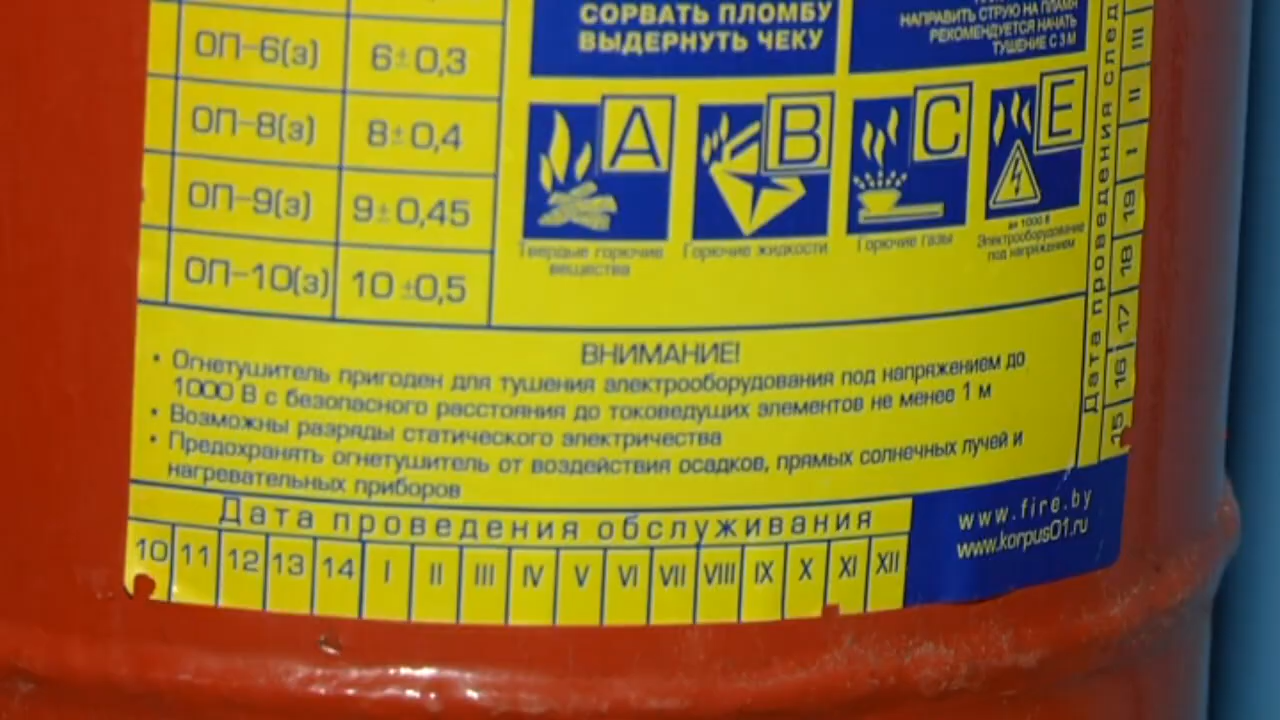 ОП-6(з) 6±0,3
ОП-8(з) 8±0,4
ОП-9(з) 9±0,45
ОП-10(з) 10±0,5
СОРВАТЬ ПЛОМБУ
ВЫДЕРНУТЬ ЧЕКУ
НАПРАВИТЬ СТРУЮ НА ПЛАМЯ
РЕКОМЕНДУЕТСЯ НАЧАТЬ
ТУШЕНИЕ С 3 М
A B C E
Твердые горючие
вещества
Горючие жидкости
Горючие газы
до 1000 В
Электрооборудование
под напряжением
ВНИМАНИЕ!
• Огнетушитель пригоден для тушения электрооборудования под напряжением до
1000 В с безопасного расстояния до токоведущих элементов не менее 1 м
• Возможны разряды статического электричества
• Предохранять огнетушитель от воздействия осадков, прямых солнечных лучей и
нагревательных приборов
Дата проведения обслуживания
10 11 12 13 14 I II III IV V VI VII VIII IX X XI XII
www.fire.by
www.korpus01.ru
Дата проведения
15 16 17 18 19 I II III